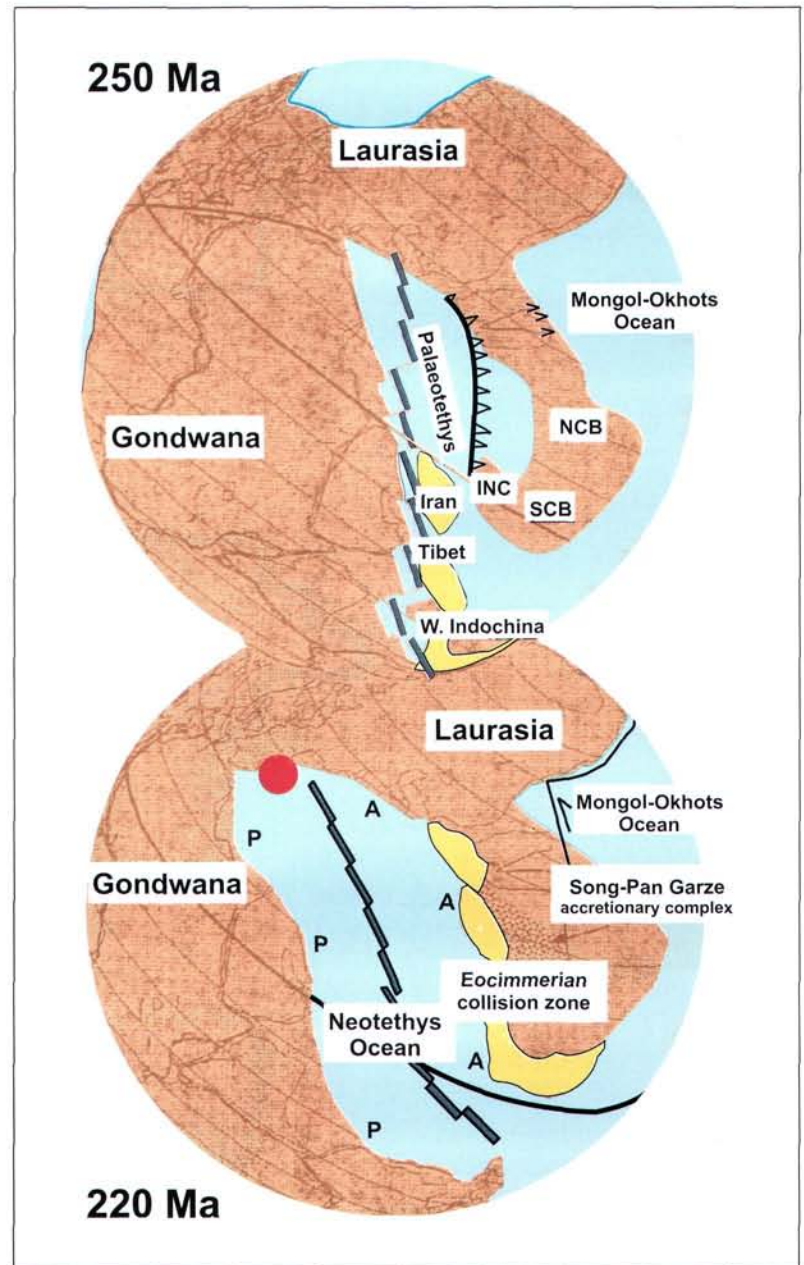 250 Ma
Laurasia
Mongol-Okhots
Ocean
Palaeotethys
Gondwana
NCB
INC
Iran
SCB
Tibet
W. Indochina
Laurasia
A
Mongol-Okhots
Ocean
P
Gondwana
Song-Pan Garze
accretionary complex
A
P
Eocimmerian
collision zone
Neotethys
Ocean
A
P
220 Ma